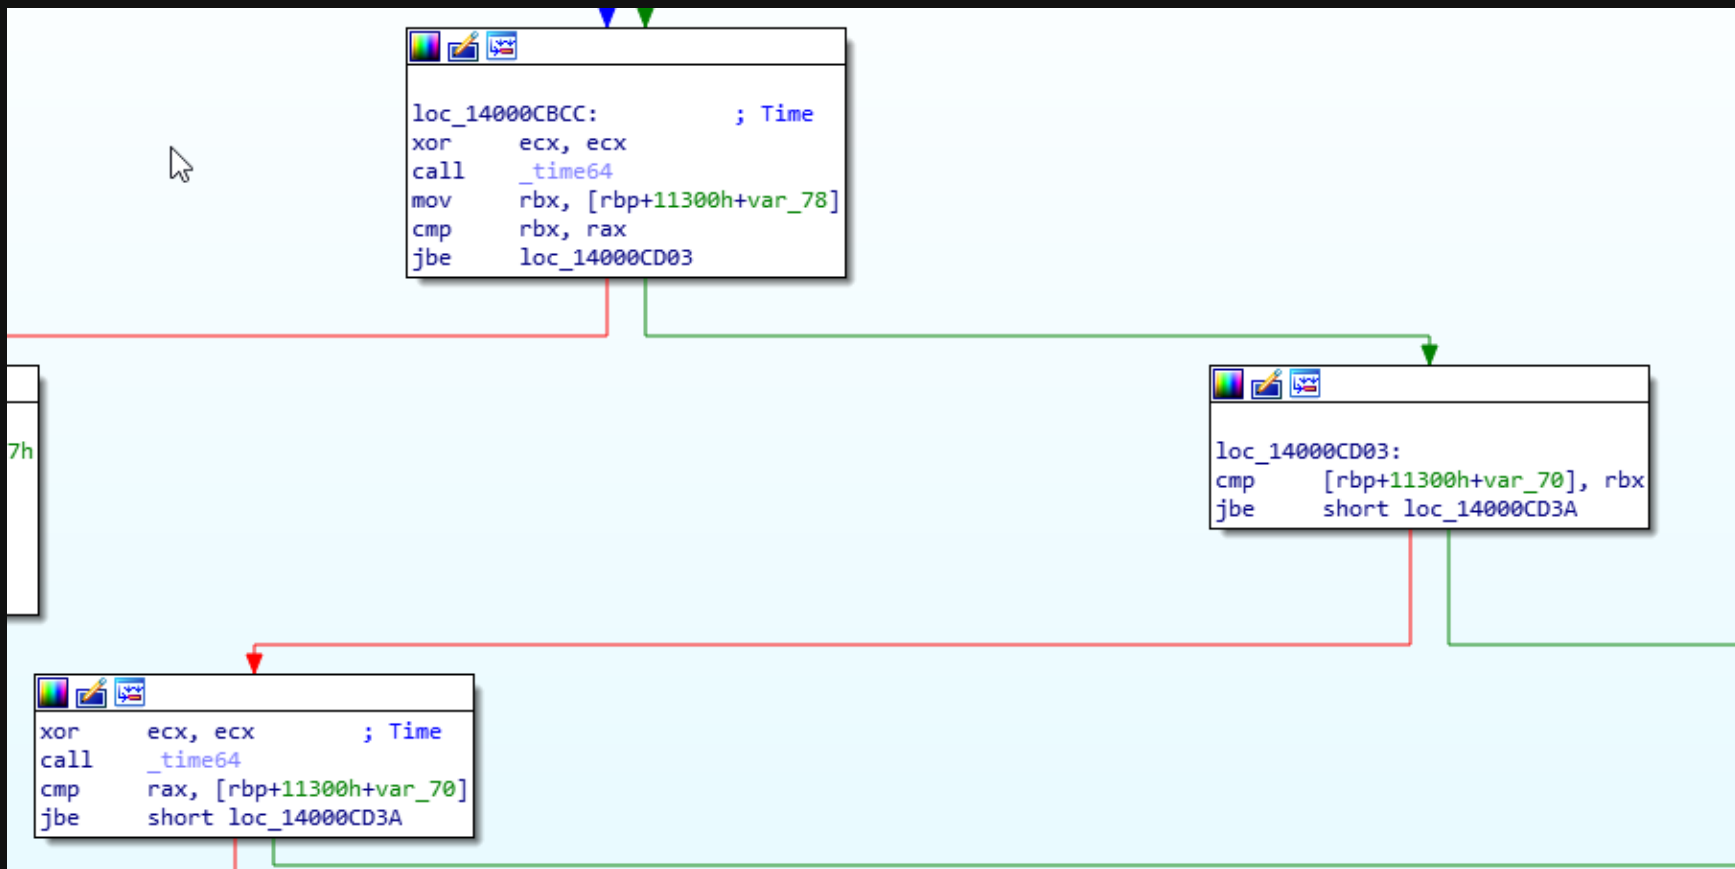 loc_14000CBCC: ; Time
xor ecx, ecx
call _time64
mov rbx, [rbp+11300h+var_78]
cmp rbx, rax
jbe loc_14000CD03
7h
loc_14000CD03:
cmp [rbp+11300h+var_70], rbx
jbe short loc_14000CD3A
xor ecx, ecx ; Time
call _time64
cmp rax, [rbp+11300h+var_70]
jbe short loc_14000CD3A